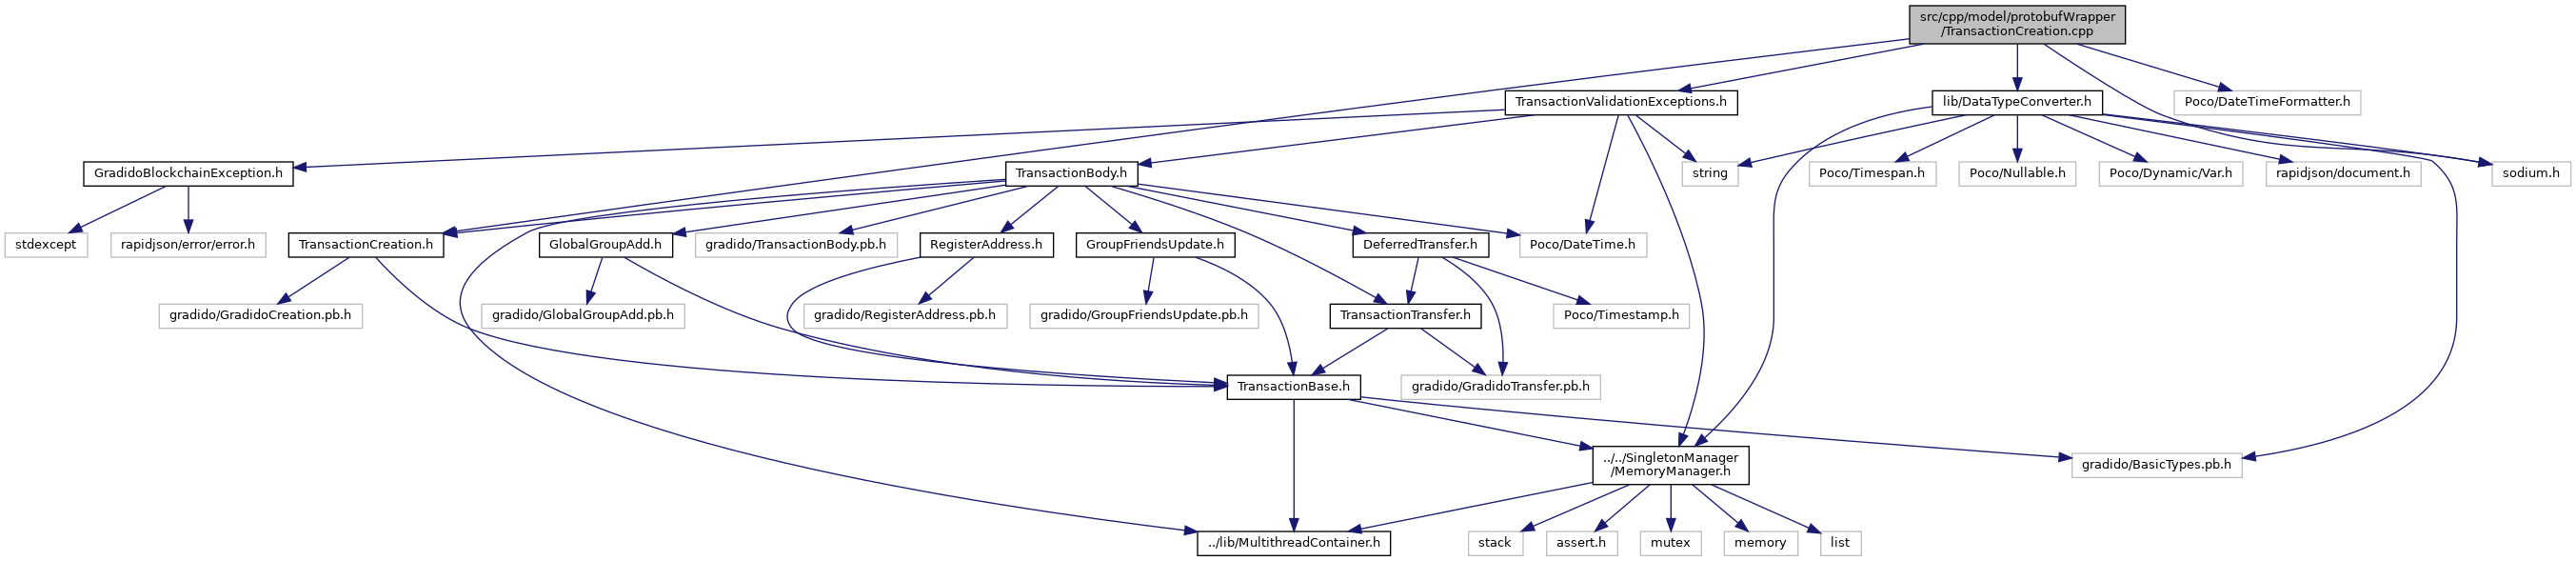 src/cpp/model/protobufWrapper
/TransactionCreation.cpp
TransactionValidationExceptions.h
lib/DataTypeConverter.h
Poco/DateTimeFormatter.h
GradidoBlockchainException.h
TransactionBody.h
string
Poco/Timespan.h
Poco/Nullable.h
Poco/Dynamic/Var.h
rapidjson/document.h
sodium.h
stdexcept
rapidjson/error/error.h
TransactionCreation.h
GlobalGroupAdd.h
gradido/TransactionBody.pb.h
RegisterAddress.h
GroupFriendsUpdate.h
DeferredTransfer.h
Poco/DateTime.h
gradido/GradidoCreation.pb.h
gradido/GlobalGroupAdd.pb.h
gradido/RegisterAddress.pb.h
gradido/GroupFriendsUpdate.pb.h
TransactionTransfer.h
Poco/Timestamp.h
TransactionBase.h
gradido/GradidoTransfer.pb.h
../../SingletonManager
/MemoryManager.h
gradido/BasicTypes.pb.h
../lib/MultithreadContainer.h
stack
assert.h
mutex
memory
list